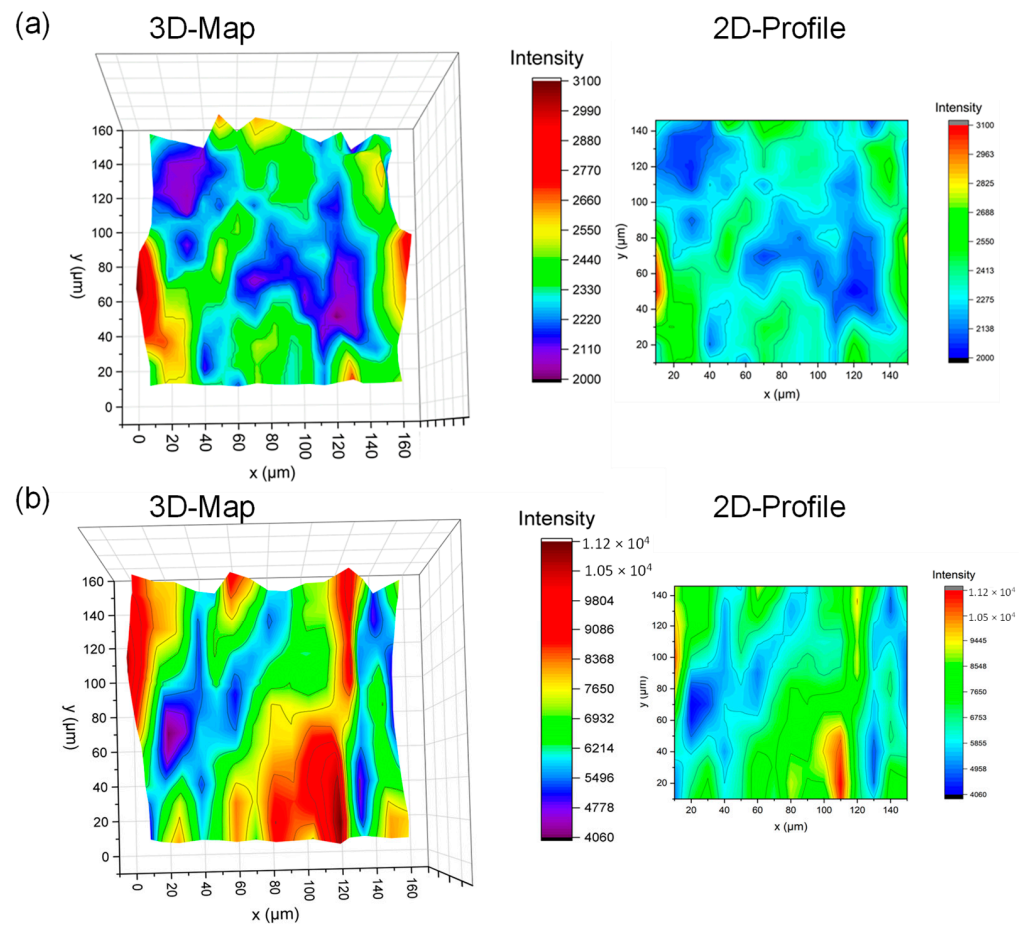 (a)
3D-Map
2D-Profile
Intensity
3100
2990
2880
2770
2660
2550
2440
2330
2220
2110
2000
160
140
120
100
80
60
40
20
0
y (µm)
0 20 40 60 80 100 120 140 160
x (µm)
Intensity
3100
2963
2825
2688
2550
2413
2275
2138
2000
140
120
100
80
60
40
20
y (µm)
20 40 60 80 100 120 140
x (µm)
(b)
3D-Map
2D-Profile
Intensity
1.12 × 10⁴
1.05 × 10⁴
9804
9086
8368
7650
6932
6214
5496
4778
4060
160
140
120
100
80
60
40
20
0
y (µm)
0 20 40 60 80 100 120 140 160
x (µm)
Intensity
1.12 × 10⁴
1.05 × 10⁴
9445
8548
7650
6753
5855
4958
4060
140
120
100
80
60
40
20
y (µm)
20 40 60 80 100 120 140
x (µm)